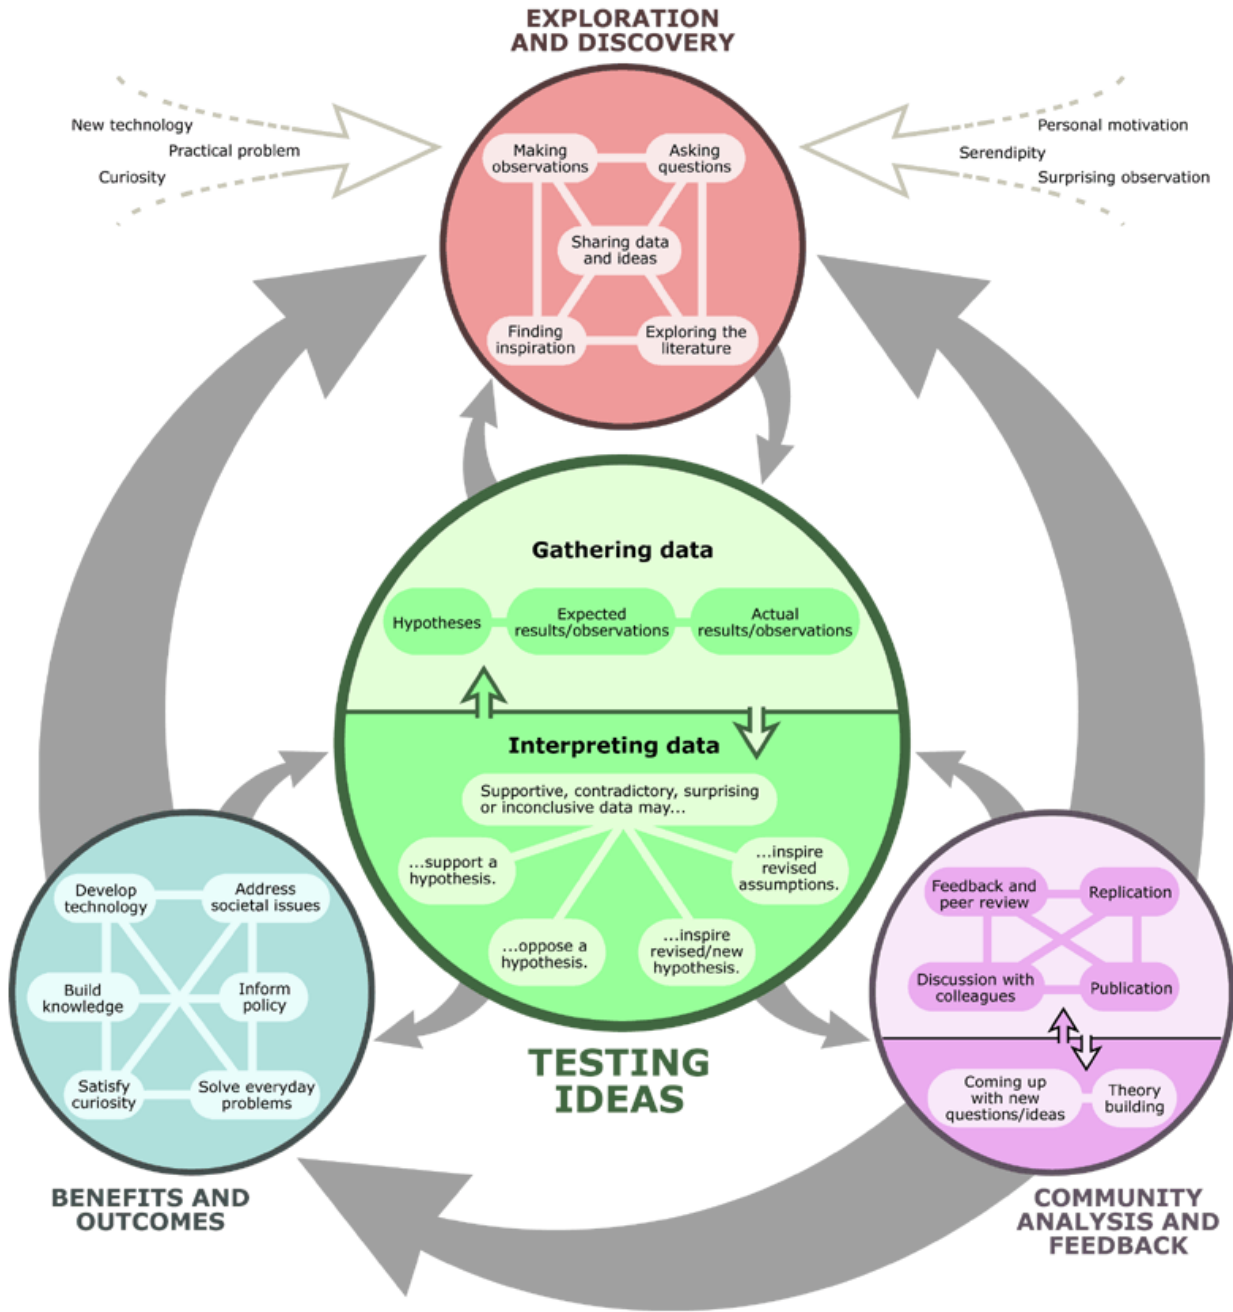 EXPLORATION
AND DISCOVERY
New technology
Practical problem
Curiosity
Personal motivation
Serendipity
Surprising observation
Making
observations
Asking
questions
Sharing data
and ideas
Finding
inspiration
Exploring the
literature
Gathering data
Hypotheses
Expected
results/observations
Actual
results/observations
Interpreting data
Supportive, contradictory, surprising
or inconclusive data may...
...support a
hypothesis.
...oppose a
hypothesis.
...inspire
revised/new
hypothesis.
...inspire
revised
assumptions.
TESTING
IDEAS
Develop
technology
Address
societal issues
Build
knowledge
Inform
policy
Satisfy
curiosity
Solve everyday
problems
BENEFITS AND
OUTCOMES
Feedback and
peer review
Replication
Discussion with
colleagues
Publication
Coming up
with new
questions/ideas
Theory
building
COMMUNITY
ANALYSIS AND
FEEDBACK